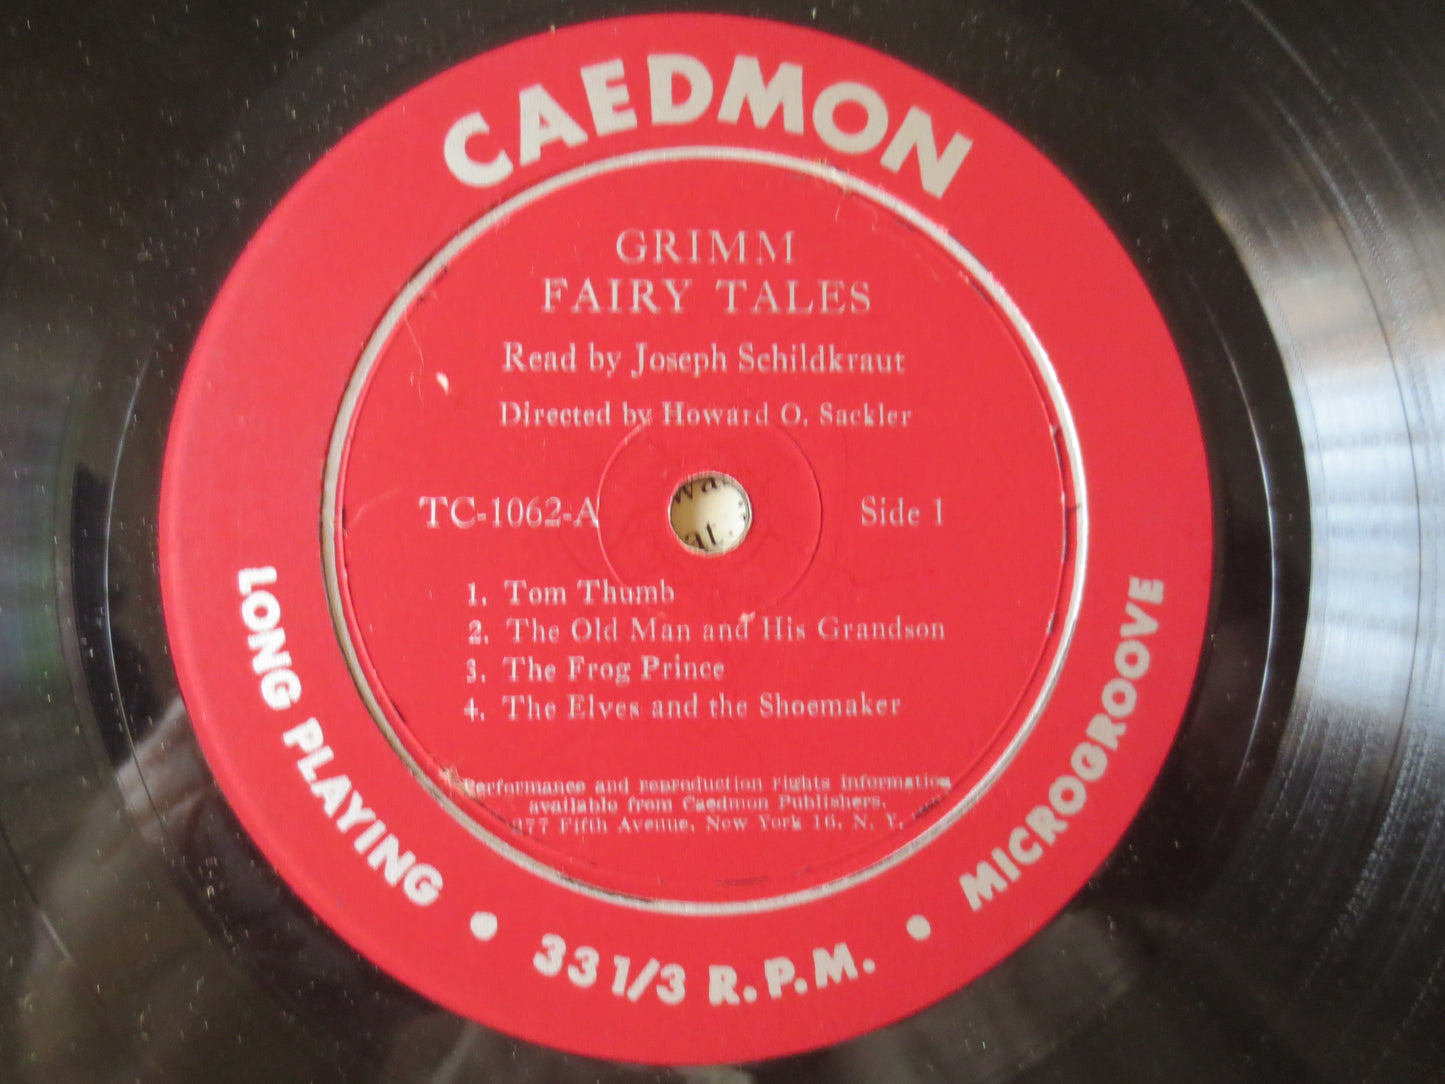 CAEDMON
GRIMM
FAIRY TALES
Read by Joseph Schildkraut
Directed by Howard O. Sackler
TC-1062-A
Side 1
1. Tom Thumb
2. The Old Man and His Grandson
3. The Frog Prince
4. The Elves and the Shoemaker
Performance and reproduction rights information
available from Caedmon Publishers,
277 Fifth Avenue, New York 16, N. Y.
LONG PLAYING • 33 1/3 R.P.M. • MICROGROOVE